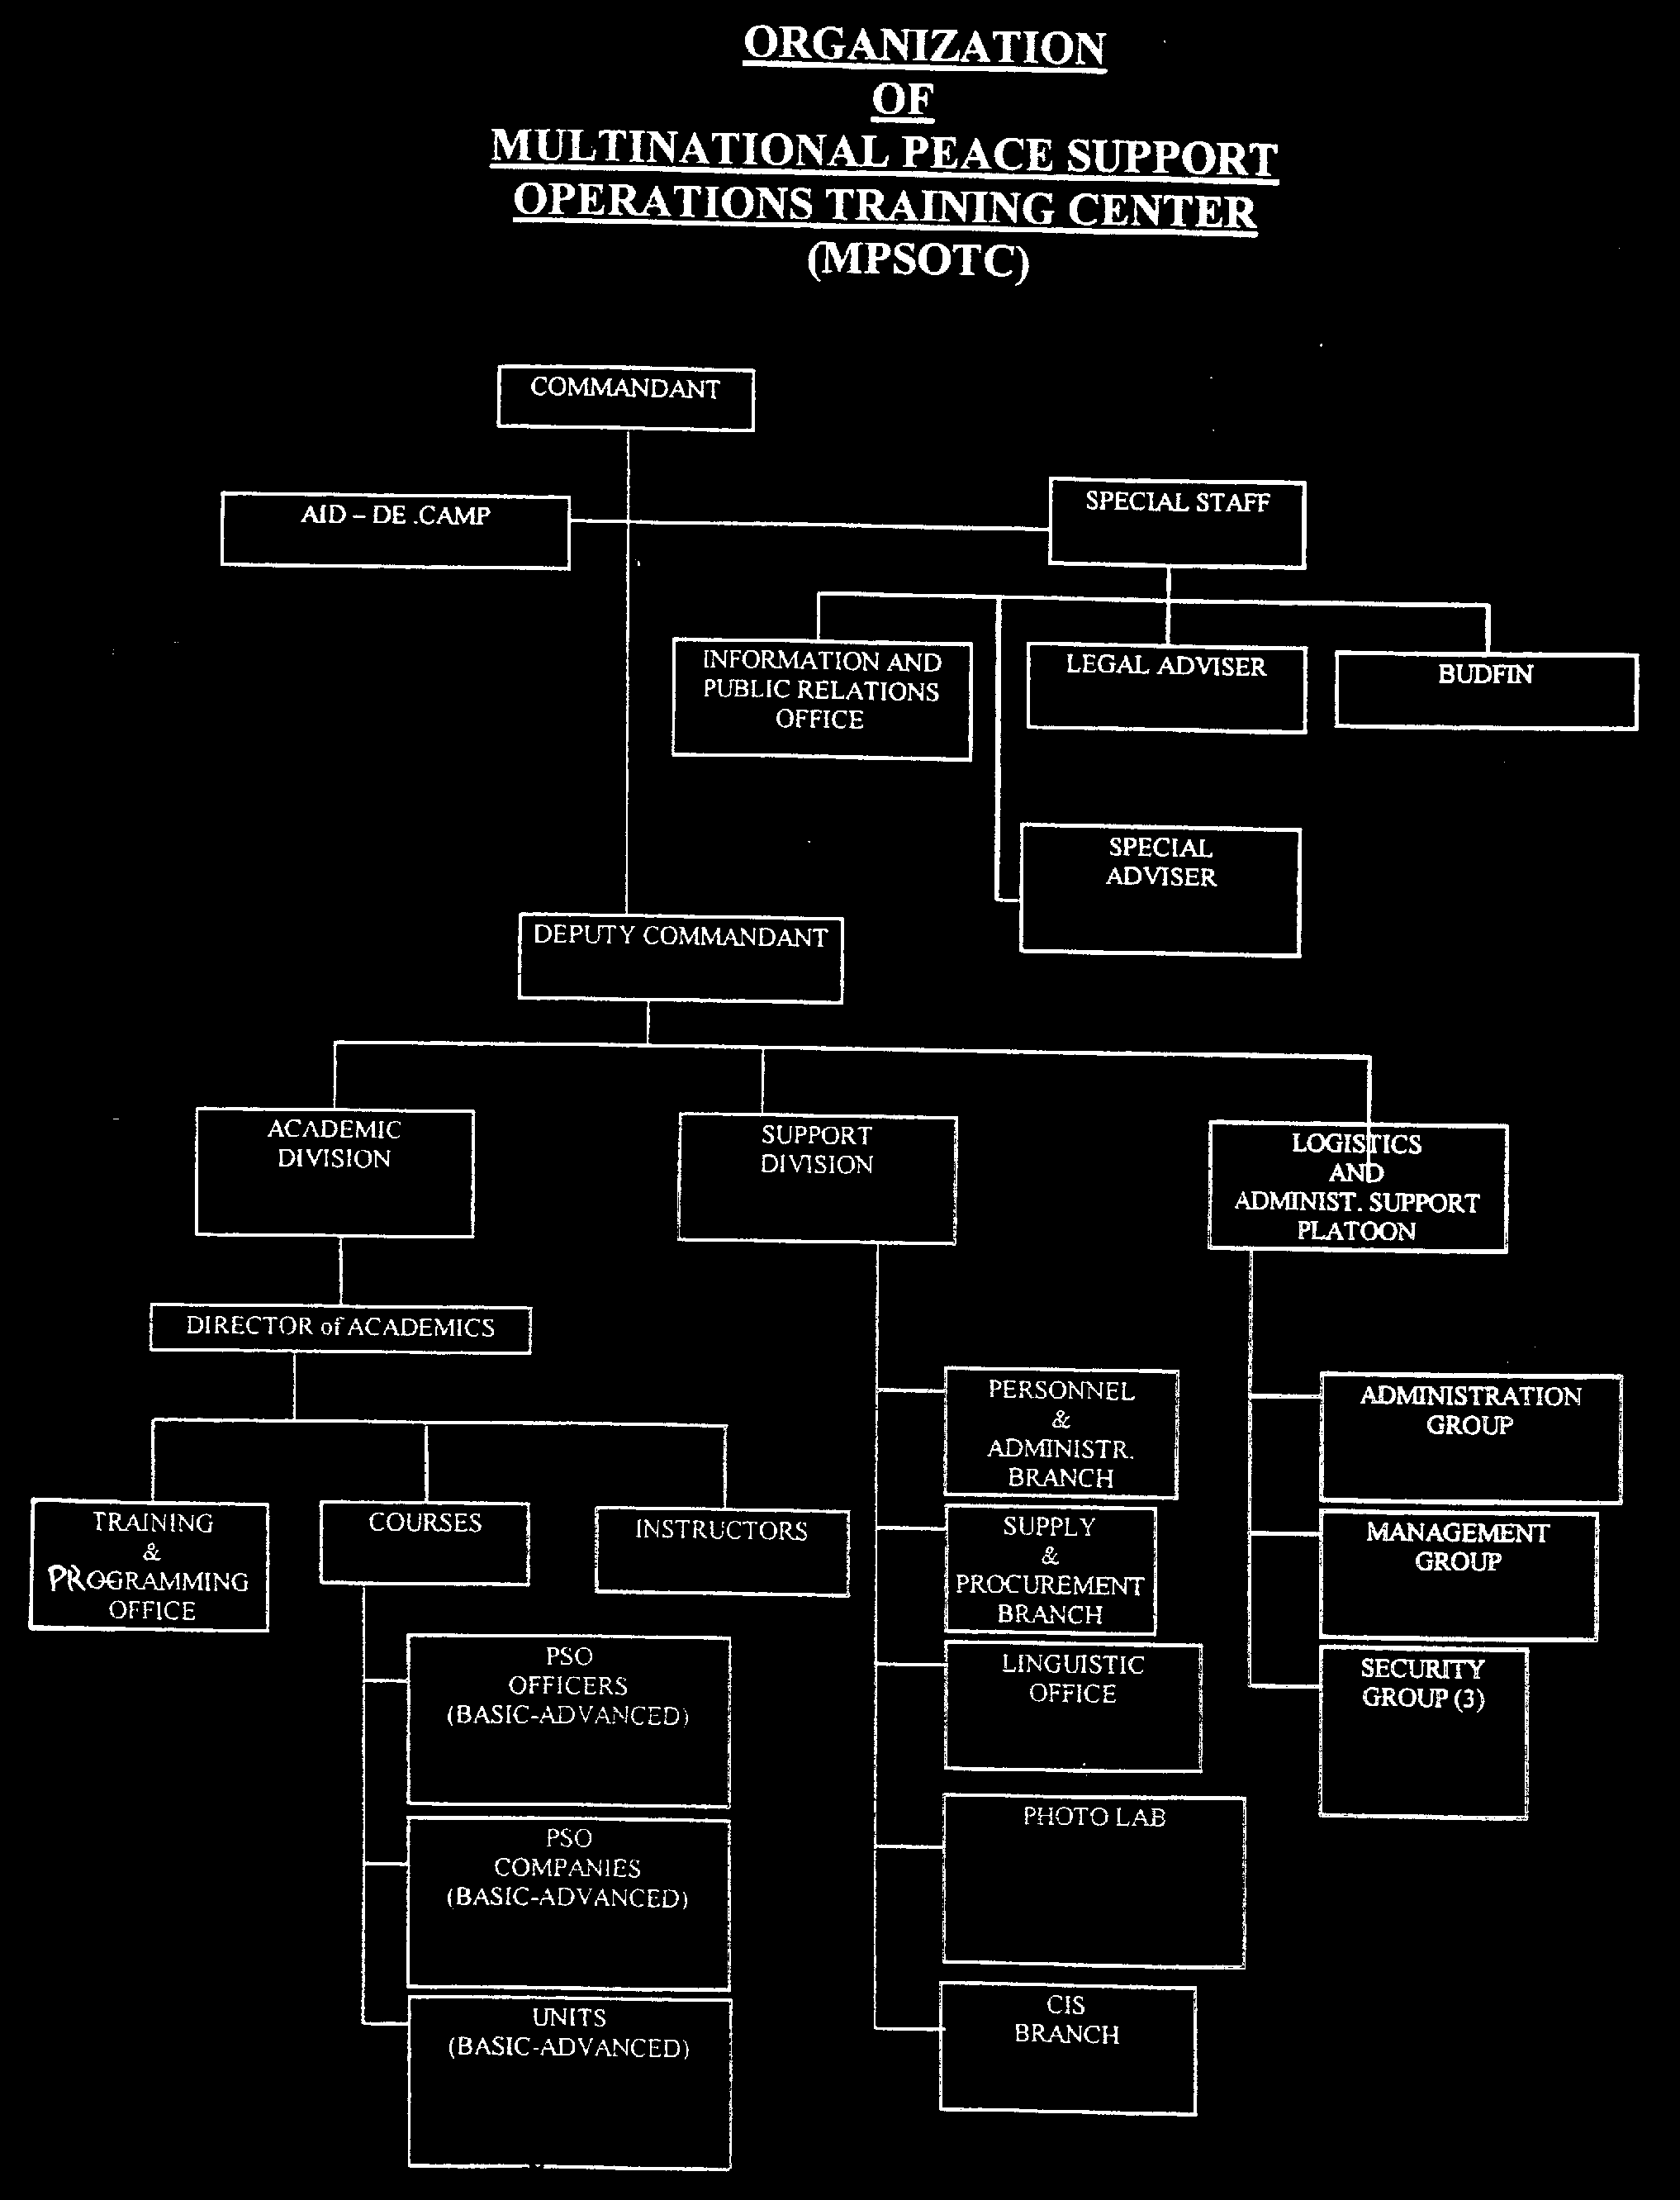 ORGANIZATION
OF
MULTINATIONAL PEACE SUPPORT
OPERATIONS TRAINING CENTER
(MPSOTC)
COMMANDANT
AID – DE .CAMP
SPECIAL STAFF
INFORMATION AND
PUBLIC RELATIONS
OFFICE
LEGAL ADVISER
BUDFIN
SPECIAL
ADVISER
DEPUTY COMMANDANT
ACADEMIC
DIVISION
SUPPORT
DIVISION
LOGISTICS
AND
ADMINIST. SUPPORT
PLATOON
DIRECTOR of ACADEMICS
TRAINING
&
PROGRAMMING
OFFICE
COURSES
INSTRUCTORS
PSO
OFFICERS
(BASIC-ADVANCED)
PSO
COMPANIES
(BASIC-ADVANCED)
UNITS
(BASIC-ADVANCED)
PERSONNEL
&
ADMINISTR.
BRANCH
SUPPLY
&
PROCUREMENT
BRANCH
LINGUISTIC
OFFICE
PHOTO LAB
CIS
BRANCH
ADMINISTRATION
GROUP
MANAGEMENT
GROUP
SECURITY
GROUP (3)